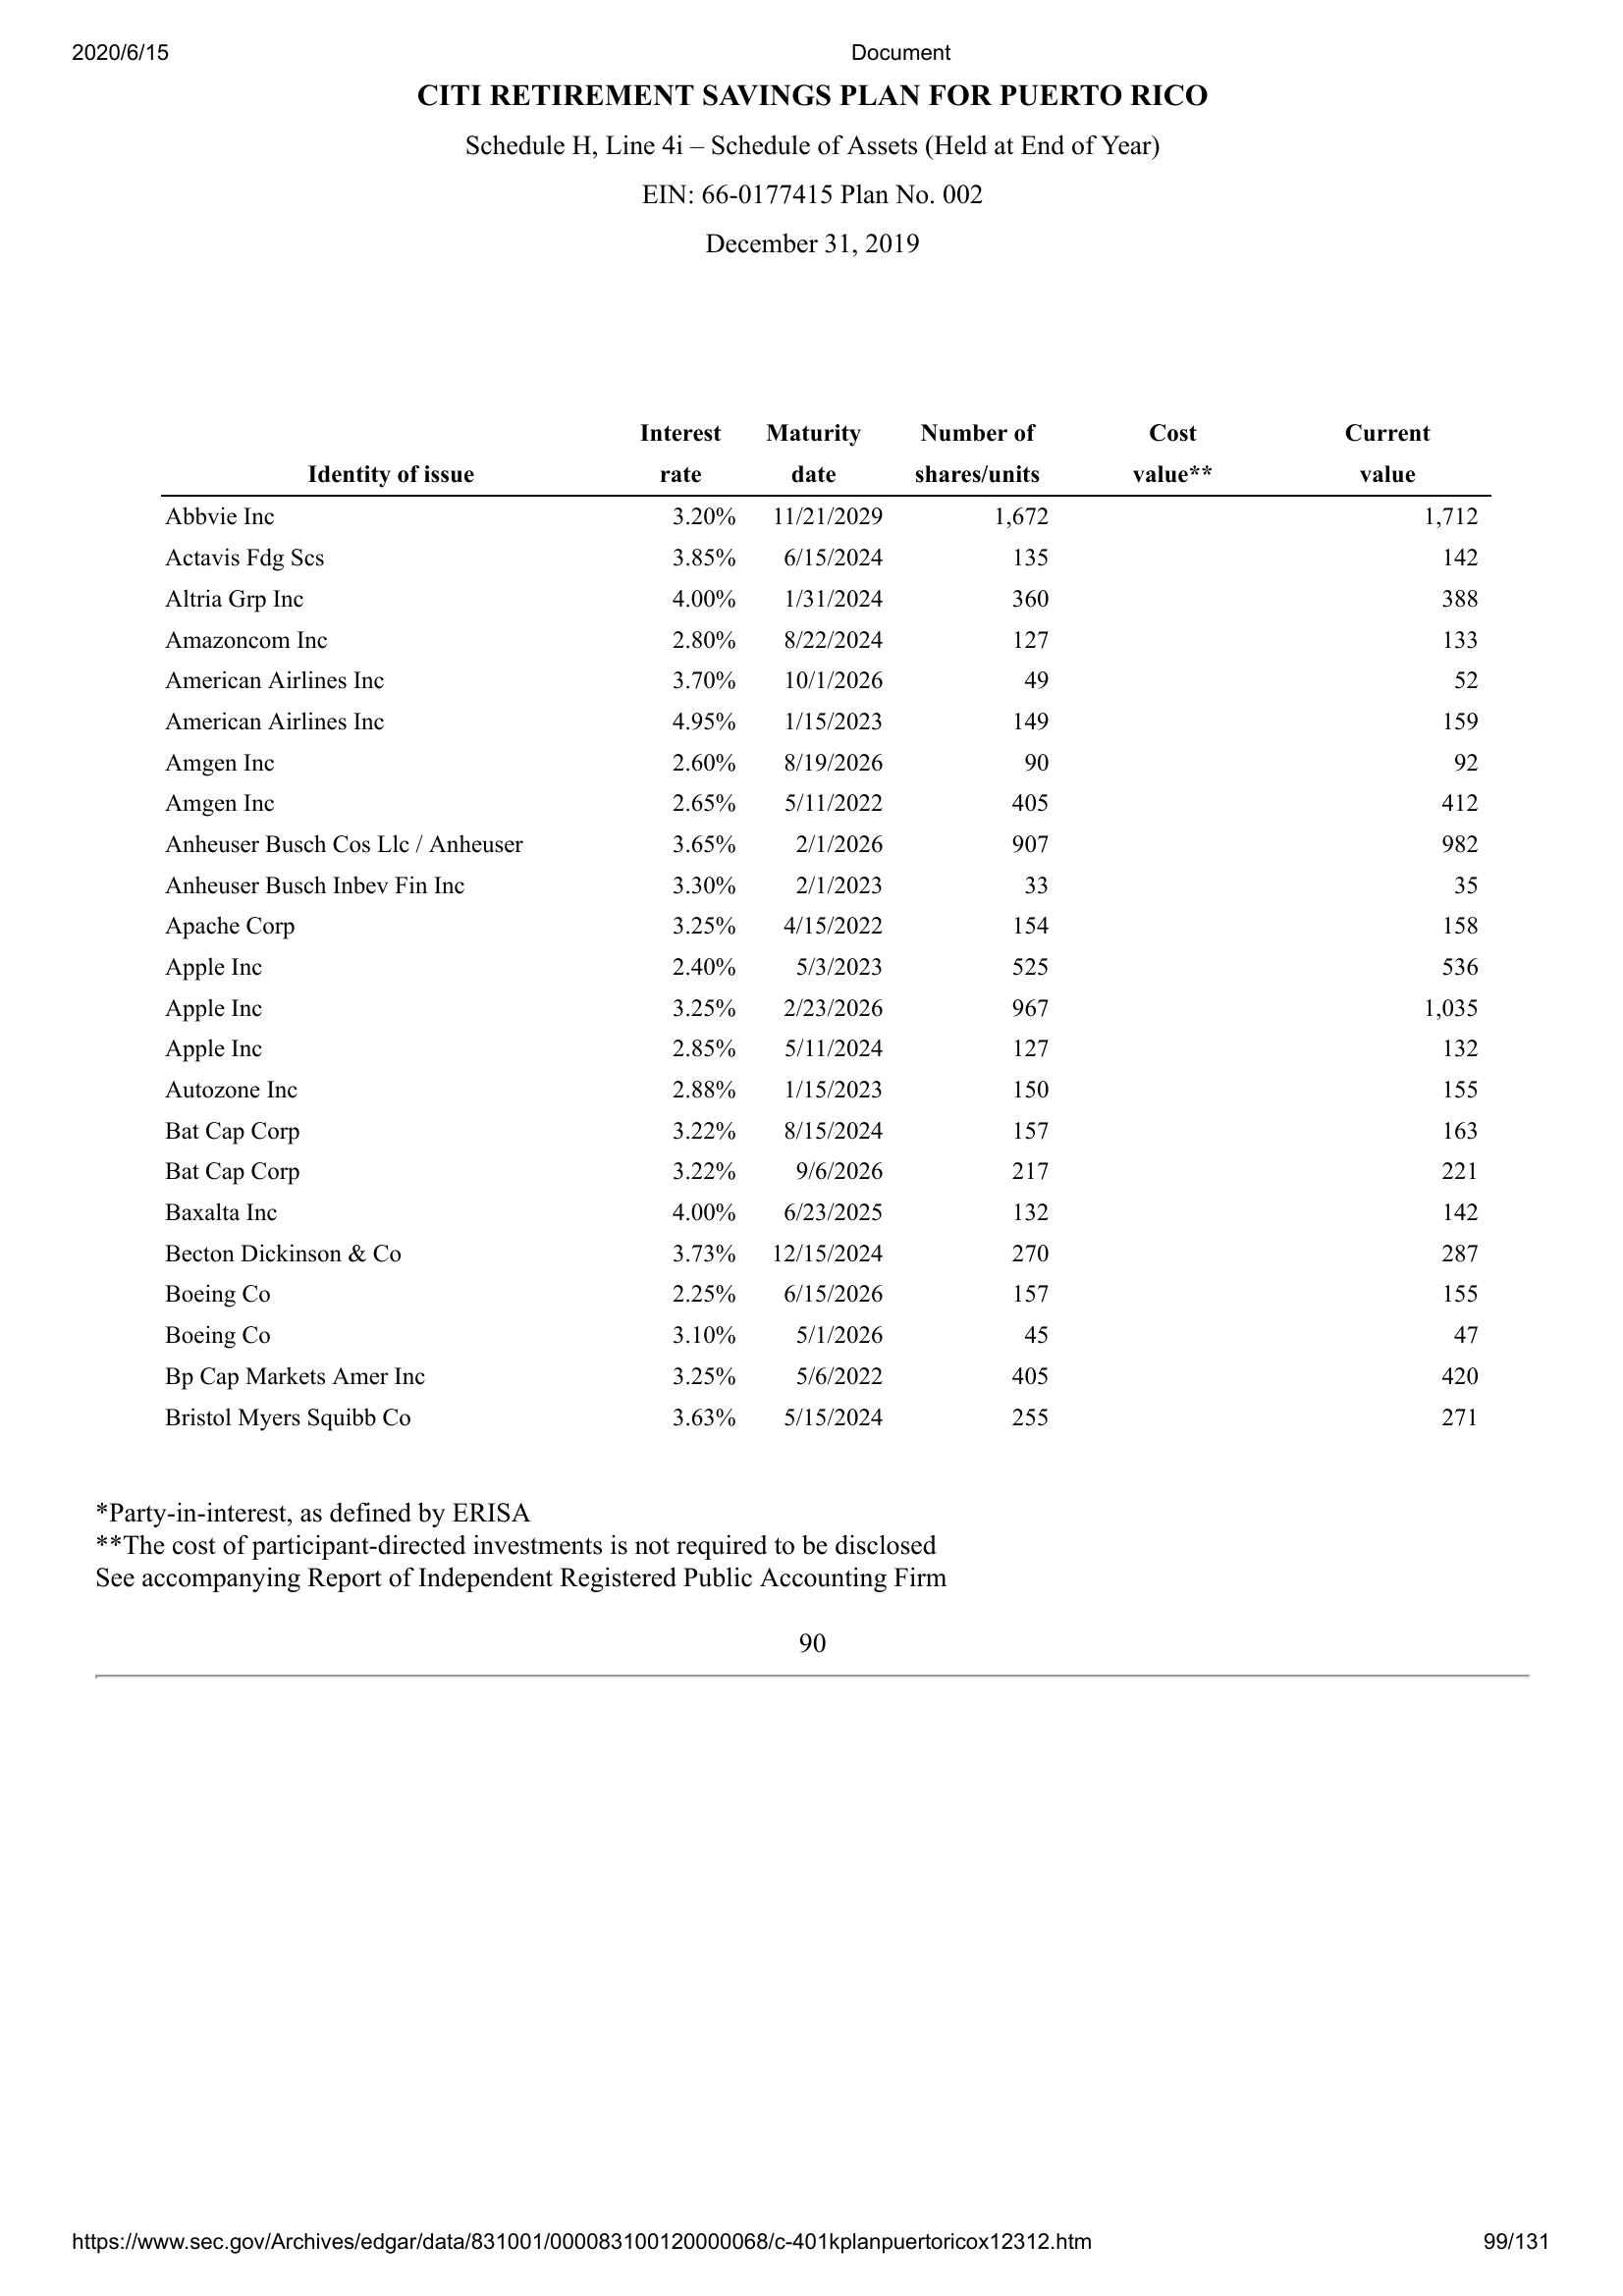 2020/6/15 Document
CITI RETIREMENT SAVINGS PLAN FOR PUERTO RICO
Schedule H, Line 4i – Schedule of Assets (Held at End of Year)
EIN: 66-0177415 Plan No. 002
December 31, 2019
Interest Maturity Number of Cost Current
Identity of issue rate date shares/units value** value
Abbvie Inc 3.20% 11/21/2029 1,672 1,712
Actavis Fdg Scs 3.85% 6/15/2024 135 142
Altria Grp Inc 4.00% 1/31/2024 360 388
Amazoncom Inc 2.80% 8/22/2024 127 133
American Airlines Inc 3.70% 10/1/2026 49 52
American Airlines Inc 4.95% 1/15/2023 149 159
Amgen Inc 2.60% 8/19/2026 90 92
Amgen Inc 2.65% 5/11/2022 405 412
Anheuser Busch Cos Llc / Anheuser 3.65% 2/1/2026 907 982
Anheuser Busch Inbev Fin Inc 3.30% 2/1/2023 33 35
Apache Corp 3.25% 4/15/2022 154 158
Apple Inc 2.40% 5/3/2023 525 536
Apple Inc 3.25% 2/23/2026 967 1,035
Apple Inc 2.85% 5/11/2024 127 132
Autozone Inc 2.88% 1/15/2023 150 155
Bat Cap Corp 3.22% 8/15/2024 157 163
Bat Cap Corp 3.22% 9/6/2026 217 221
Baxalta Inc 4.00% 6/23/2025 132 142
Becton Dickinson & Co 3.73% 12/15/2024 270 287
Boeing Co 2.25% 6/15/2026 157 155
Boeing Co 3.10% 5/1/2026 45 47
Bp Cap Markets Amer Inc 3.25% 5/6/2022 405 420
Bristol Myers Squibb Co 3.63% 5/15/2024 255 271
*Party-in-interest, as defined by ERISA
**The cost of participant-directed investments is not required to be disclosed
See accompanying Report of Independent Registered Public Accounting Firm
90
https://www.sec.gov/Archives/edgar/data/831001/000083100120000068/c-401kplanpuertoricox12312.htm 99/131